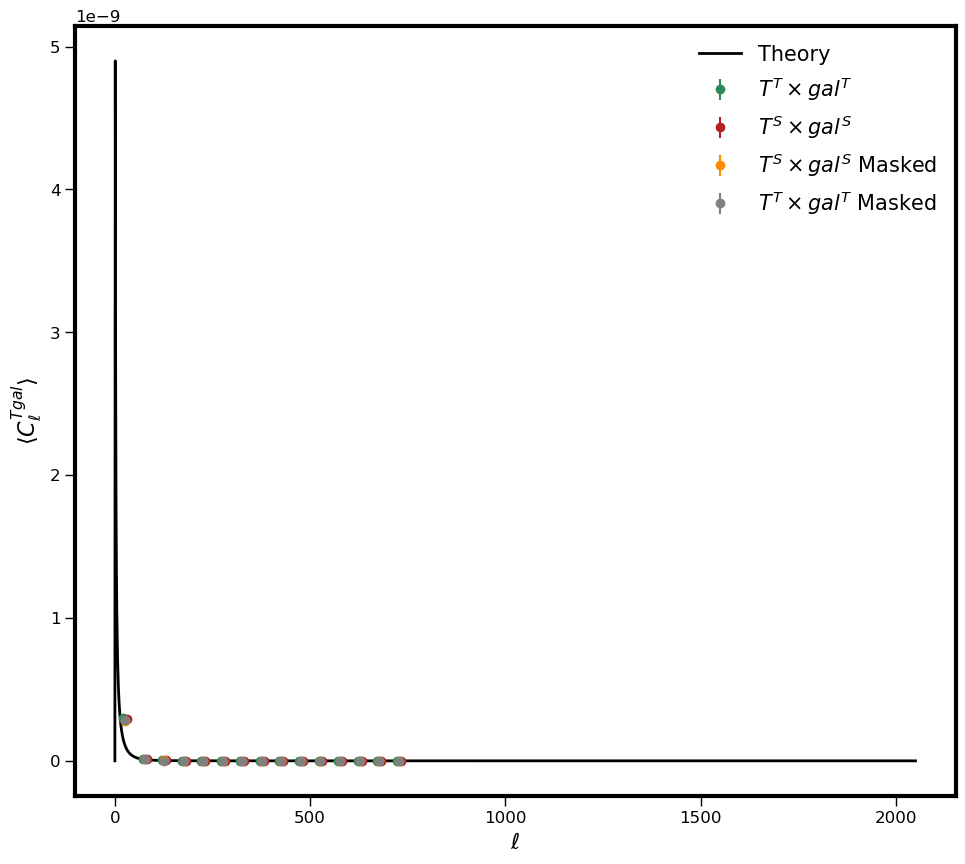 1e−9
5
4
3
2
1
0
⟨C_ℓ^{Tgal}⟩
Theory
T^T × gal^T
T^S × gal^S
T^S × gal^S Masked
T^T × gal^T Masked
0 500 1000 1500 2000
ℓ